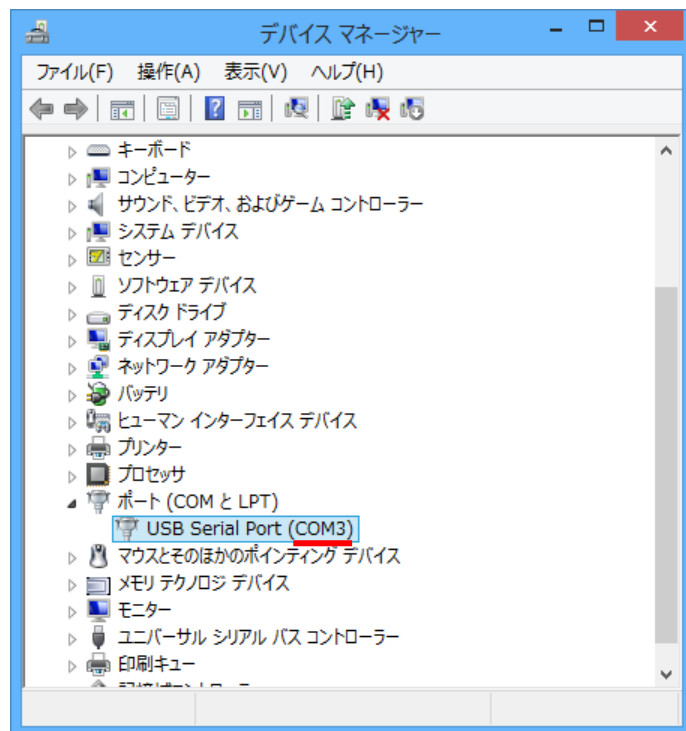 デバイス マネージャー
ファイル(F) 操作(A) 表示(V) ヘルプ(H)
キーボード
コンピューター
サウンド、ビデオ、およびゲーム コントローラー
システム デバイス
センサー
ソフトウェア デバイス
ディスク ドライブ
ディスプレイ アダプター
ネットワーク アダプター
バッテリ
ヒューマン インターフェイス デバイス
プリンター
プロセッサ
ポート (COM と LPT)
USB Serial Port (COM3)
マウスとそのほかのポインティング デバイス
メモリ テクノロジ デバイス
モニター
ユニバーサル シリアル バス コントローラー
印刷キュー